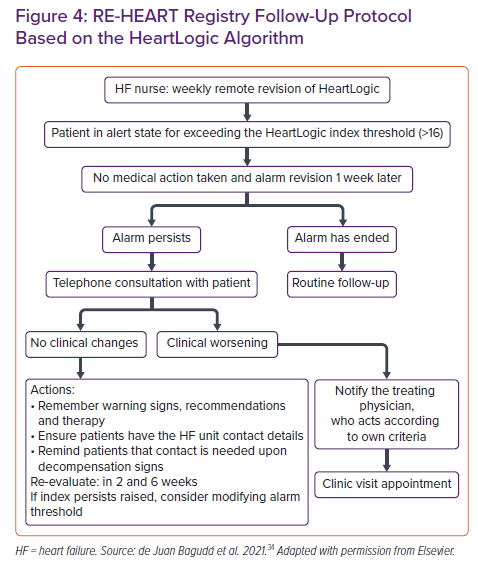 Figure 4: RE-HEART Registry Follow-Up Protocol
Based on the HeartLogic Algorithm
HF nurse: weekly remote revision of HeartLogic
Patient in alert state for exceeding the HeartLogic index threshold (>16)
No medical action taken and alarm revision 1 week later
Alarm persists
Alarm has ended
Telephone consultation with patient
Routine follow-up
No clinical changes
Clinical worsening
Actions:
• Remember warning signs, recommendations
and therapy
• Ensure patients have the HF unit contact details
• Remind patients that contact is needed upon
decompensation signs
Re-evaluate: in 2 and 6 weeks
If index persists raised, consider modifying alarm
threshold
Notify the treating
physician,
who acts according
to own criteria
Clinic visit appointment
HF = heart failure. Source: de Juan Bagudd et al. 2021.34 Adapted with permission from Elsevier.